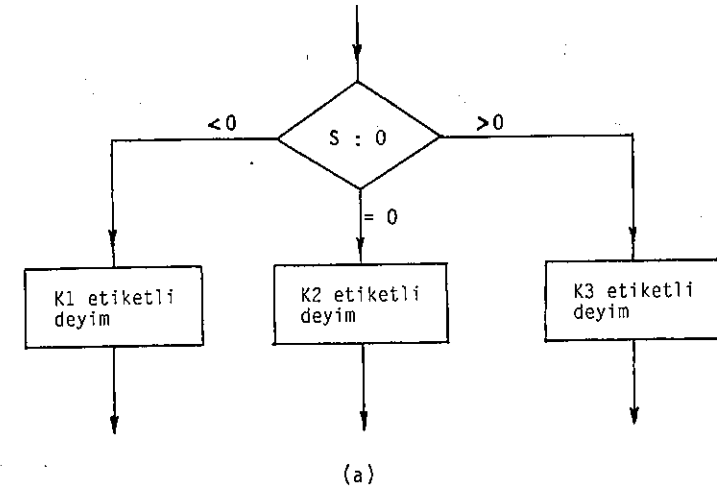 <0
S : 0
>0
= 0
K1 etiketli
deyim
K2 etiketli
deyim
K3 etiketli
deyim
(a)